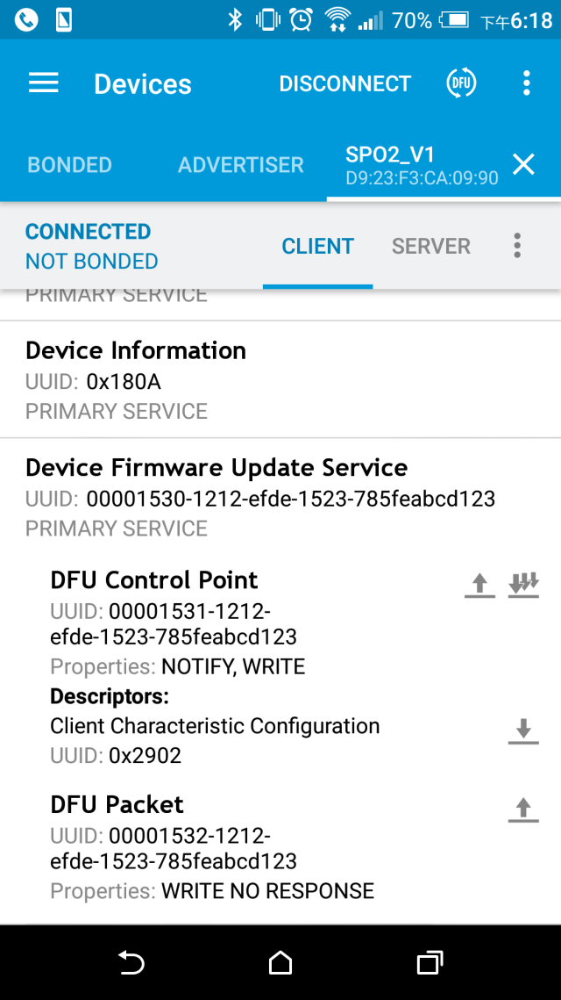 70% 下午6:18
Devices DISCONNECT DFU
BONDED ADVERTISER SPO2_V1
D9:23:F3:CA:09:90
CONNECTED
NOT BONDED
CLIENT SERVER
PRIMARY SERVICE
Device Information
UUID: 0x180A
PRIMARY SERVICE
Device Firmware Update Service
UUID: 00001530-1212-efde-1523-785feabcd123
PRIMARY SERVICE
DFU Control Point
UUID: 00001531-1212-
efde-1523-785feabcd123
Properties: NOTIFY, WRITE
Descriptors:
Client Characteristic Configuration
UUID: 0x2902
DFU Packet
UUID: 00001532-1212-
efde-1523-785feabcd123
Properties: WRITE NO RESPONSE